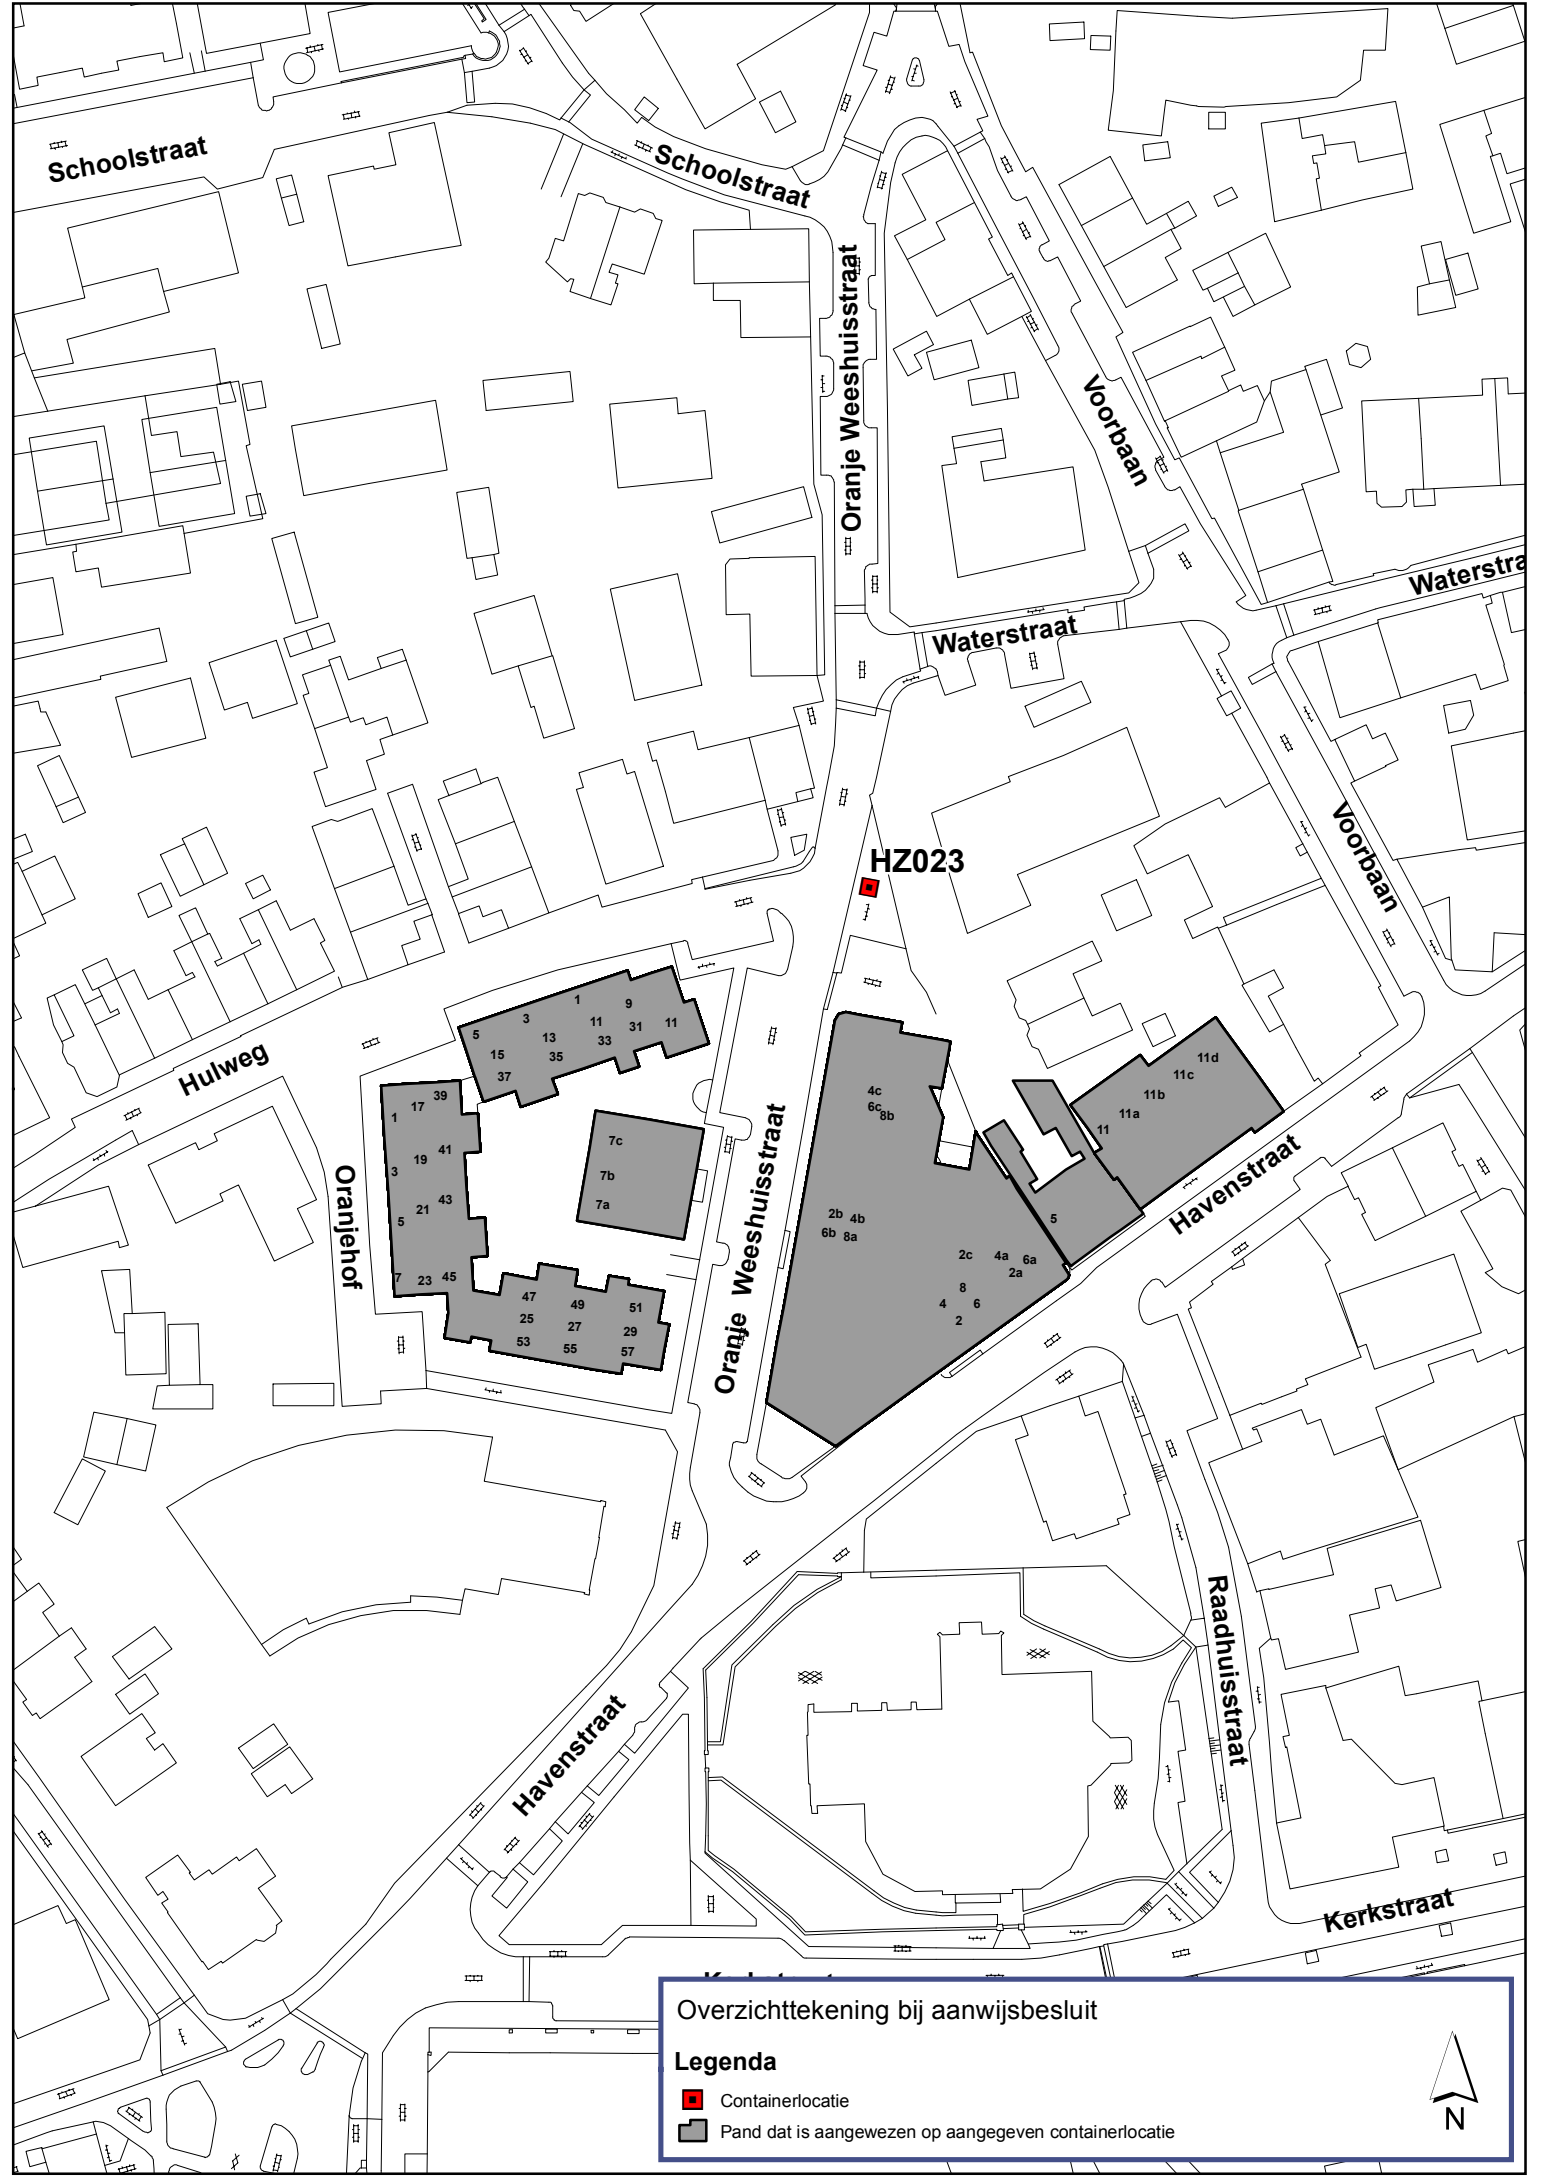 Schoolstraat
Schoolstraat
Oranje Weeshuisstraat
Voorbaan
Waterstra
Waterstraat
Voorbaan
HZ023
Hulweg
1
9
3
11
31
11
5
13
33
15
35
37
39
17
1
41
19
3
43
21
5
7
23
45
47
49
51
25
27
29
53
55
57
7c
7b
7a
4c
6c
8b
2b
4b
6b
8a
2c
4a
6a
2a
8
4
6
2
5
11d
11c
11b
11a
11
Oranjehof
Oranje Weeshuisstraat
Havenstraat
Raadhuisstraat
Havenstraat
Kerkstraat
Overzichttekening bij aanwijsbesluit
Legenda
Containerlocatie
Pand dat is aangewezen op aangegeven containerlocatie
N